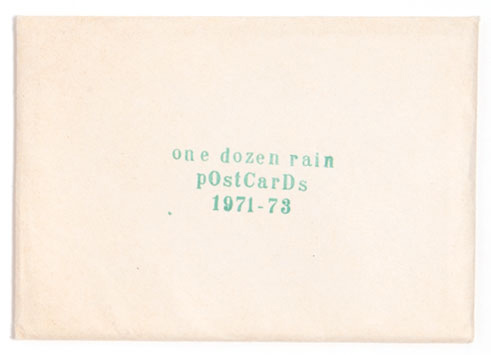 one dozen rain
pOstCarDs
1971-73